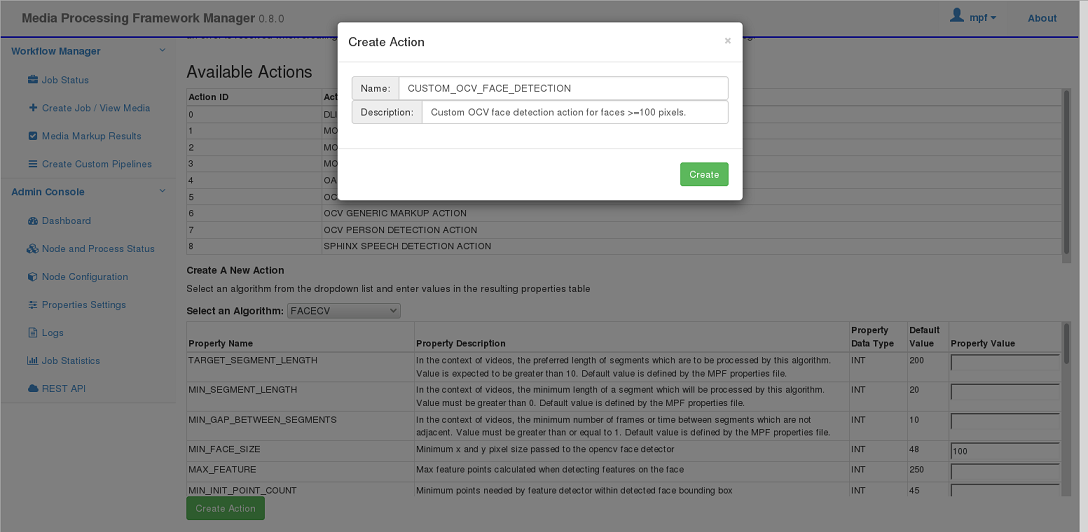 Media Processing Framework Manager 0.8.0
mpf
About
Workflow Manager
Job Status
Create Job / View Media
Media Markup Results
Create Custom Pipelines
Admin Console
Dashboard
Node and Process Status
Node Configuration
Properties Settings
Logs
Job Statistics
REST API
Available Actions
Action ID
0
1
2
3
4
5
6 OCV GENERIC MARKUP ACTION
7 OCV PERSON DETECTION ACTION
8 SPHINX SPEECH DETECTION ACTION
Create Action ×
Name: CUSTOM_OCV_FACE_DETECTION
Description: Custom OCV face detection action for faces >=100 pixels.
Create
Create A New Action
Select an algorithm from the dropdown list and enter values in the resulting properties table
Select an Algorithm: FACECV
Property Name Property Description Property Data Type Default Value Property Value
TARGET_SEGMENT_LENGTH In the context of videos, the preferred length of segments which are to be processed by this algorithm. INT 200
Value is expected to be greater than 10. Default value is defined by the MPF properties file.
MIN_SEGMENT_LENGTH In the context of videos, the minimum length of a segment which will be processed by this algorithm. INT 20
Value must be greater than 0. Default value is defined by the MPF properties file.
MIN_GAP_BETWEEN_SEGMENTS In the context of videos, the minimum number of frames or time between segments which are not INT 10
adjacent. Value must be greater than or equal to 1. Default value is defined by the MPF properties file.
MIN_FACE_SIZE Minimum x and y pixel size passed to the opencv face detector INT 48 100
MAX_FEATURE Max feature points calculated when detecting features on the face INT 250
MIN_INIT_POINT_COUNT Minimum points needed by feature detector within detected face bounding box INT 45
Create Action